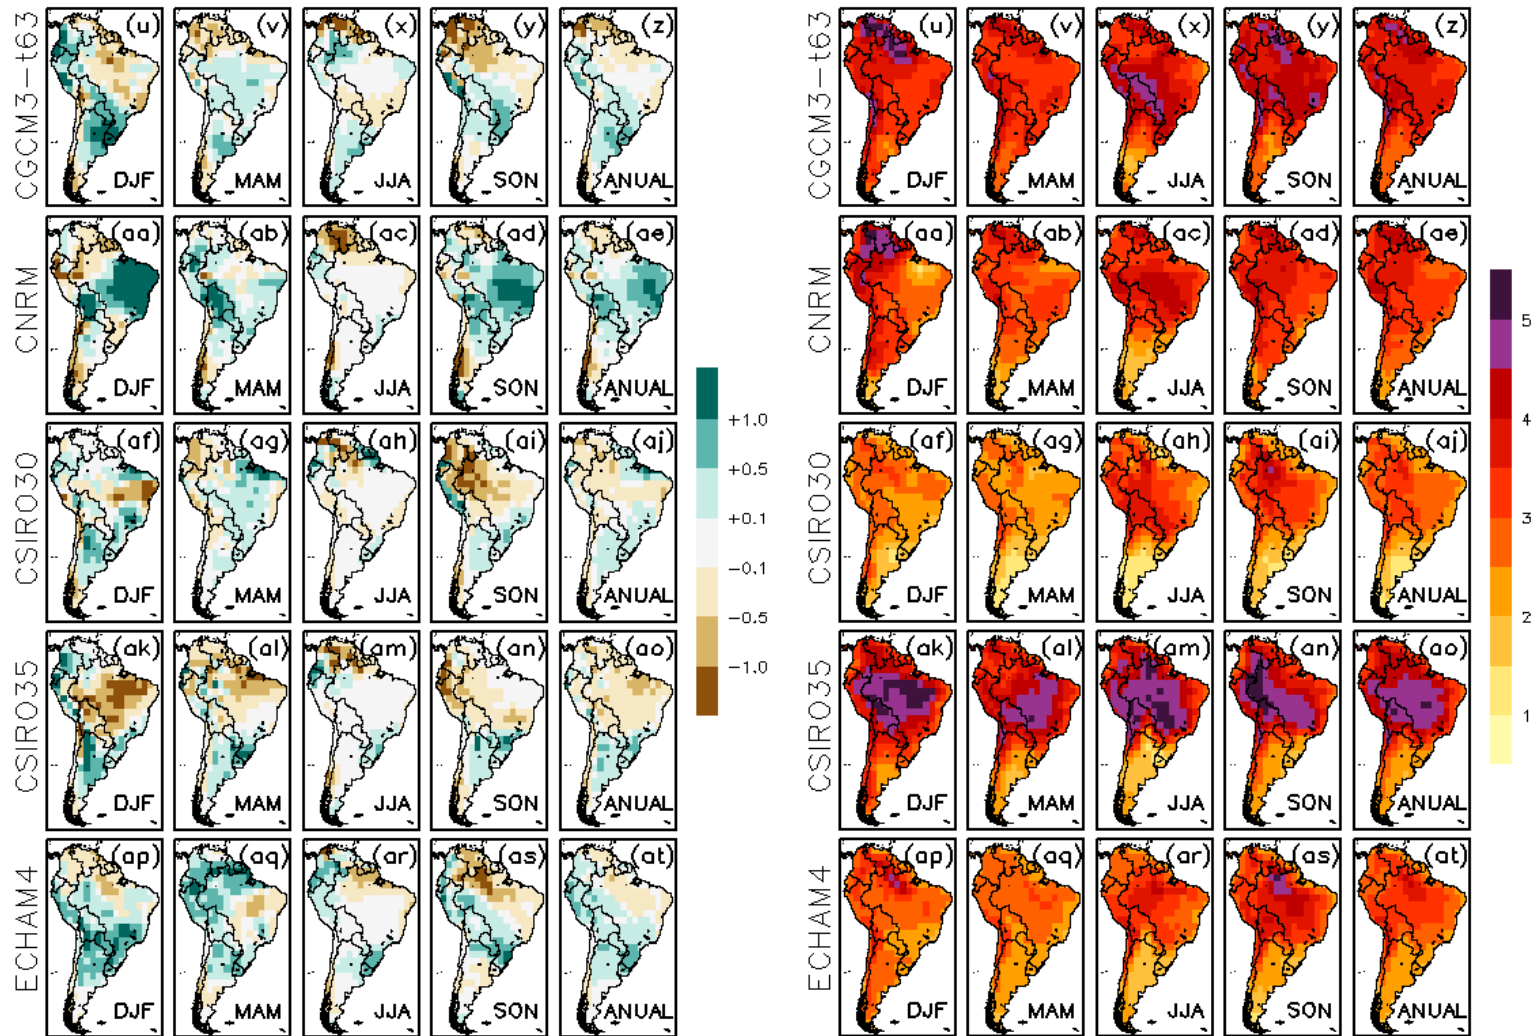 CGCM3-t63
(u) DJF
(v) MAM
(x) JJA
(y) SON
(z) ANUAL
CNRM
(aa) DJF
(ab) MAM
(ac) JJA
(ad) SON
(ae) ANUAL
CSIRO30
(af) DJF
(ag) MAM
(ah) JJA
(ai) SON
(aj) ANUAL
CSIRO35
(ak) DJF
(al) MAM
(am) JJA
(an) SON
(ao) ANUAL
ECHAM4
(ap) DJF
(aq) MAM
(ar) JJA
(as) SON
(at) ANUAL
+1.0
+0.5
+0.1
-0.1
-0.5
-1.0
CGCM3-t63
(u) DJF
(v) MAM
(x) JJA
(y) SON
(z) ANUAL
CNRM
(aa) DJF
(ab) MAM
(ac) JJA
(ad) SON
(ae) ANUAL
CSIRO30
(af) DJF
(ag) MAM
(ah) JJA
(ai) SON
(aj) ANUAL
CSIRO35
(ak) DJF
(al) MAM
(am) JJA
(an) SON
(ao) ANUAL
ECHAM4
(ap) DJF
(aq) MAM
(ar) JJA
(as) SON
(at) ANUAL
5
4
3
2
1